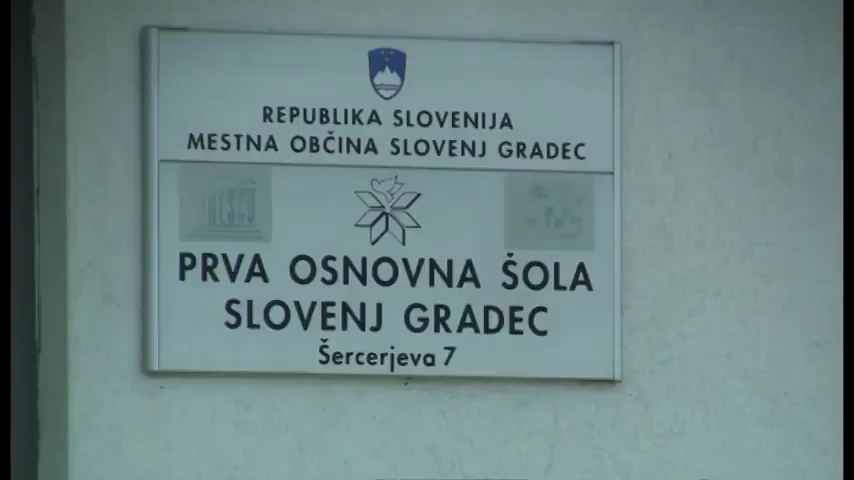 REPUBLIKA SLOVENIJA
MESTNA OBČINA SLOVENJ GRADEC
PRVA OSNOVNA ŠOLA
SLOVENJ GRADEC
Šercerjeva 7